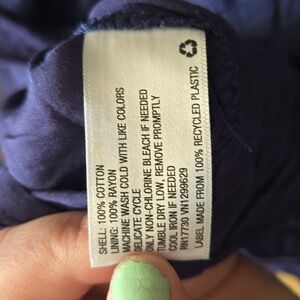 SHELL: 100% COTTON
LINING: 100% RAYON
MACHINE WASH COLD WITH LIKE COLORS
DELICATE CYCLE
ONLY NON-CHLORINE BLEACH IF NEEDED
TUMBLE DRY LOW, REMOVE PROMPTLY
COOL IRON IF NEEDED
RN17730 VN1299629
LABEL MADE FROM 100% RECYCLED PLASTIC